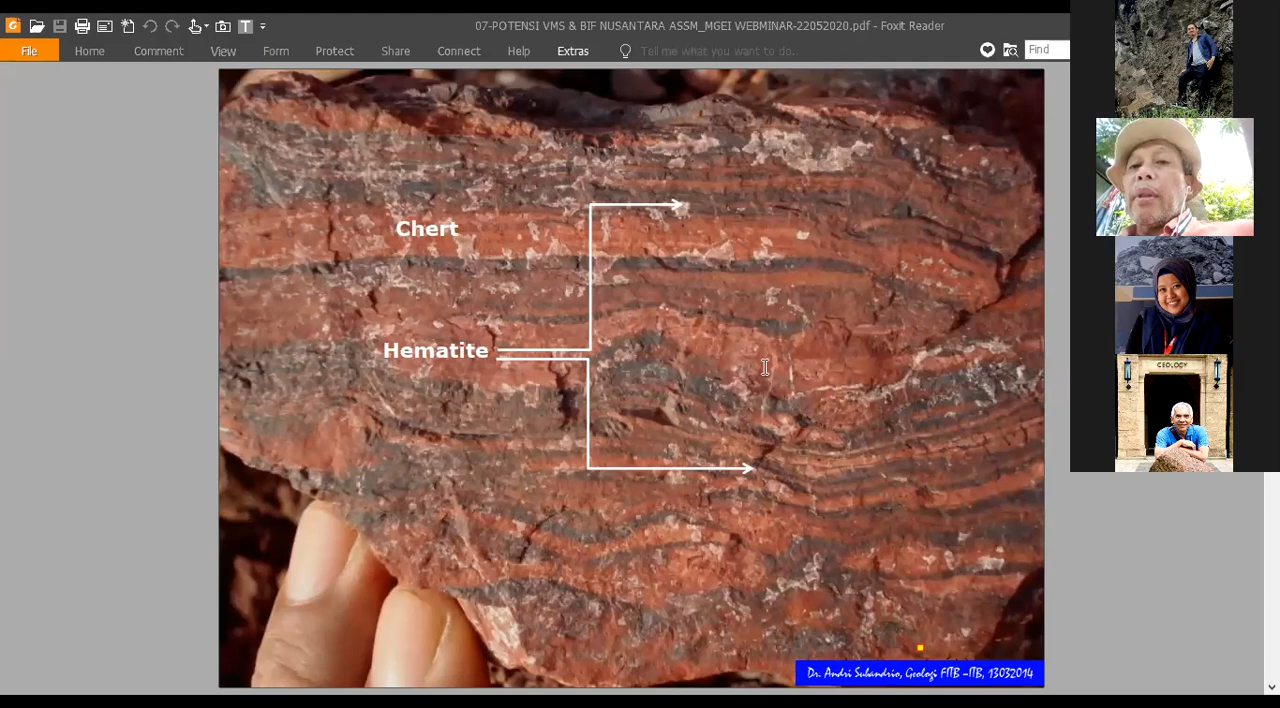 07-POTENSI VMS & BIF NUSANTARA ASSM_MGEI WEBMINAR-22052020.pdf - Foxit Reader
File Home Comment View Form Protect Share Connect Help Extras Tell me what you want to do.. Find
Chert
Hematite
GEOLOGY
Dr. Andri Subandrio, Geologi FITB -ITB, 13032014